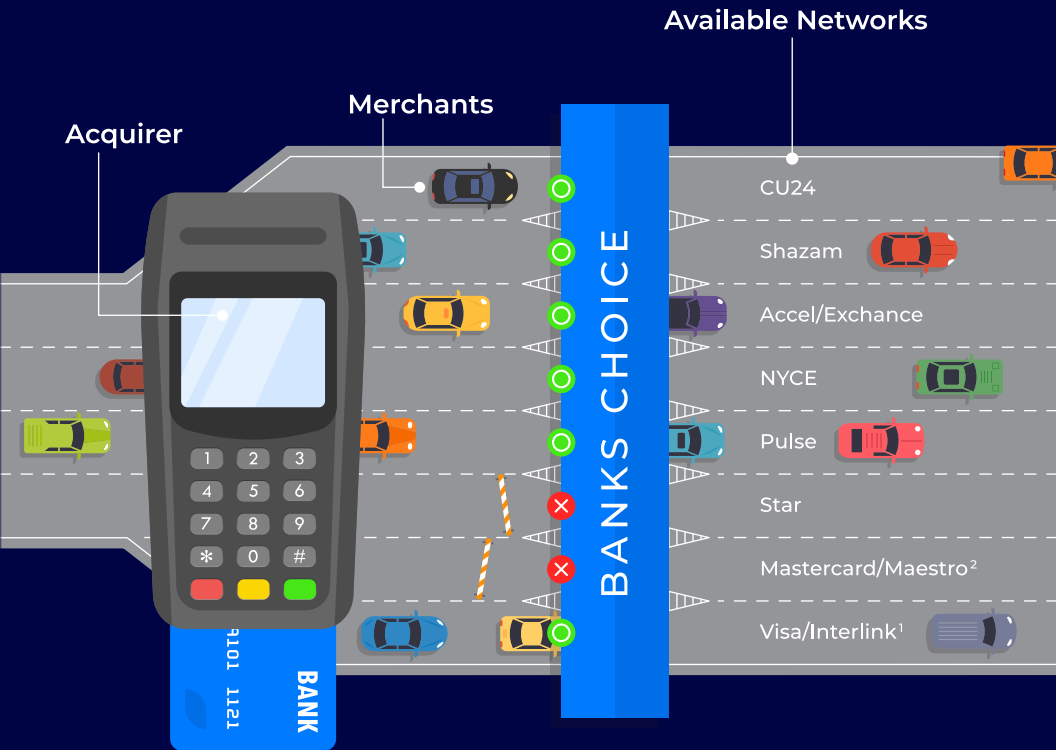 Available Networks
Merchants
Acquirer
CU24
Shazam
Accel/Exchance
NYCE
Pulse
Star
Mastercard/Maestro²
Visa/Interlink¹
BANKS CHOICE
1 2 3
4 5 6
7 8 9
* 0 #
9101 1121
BANK